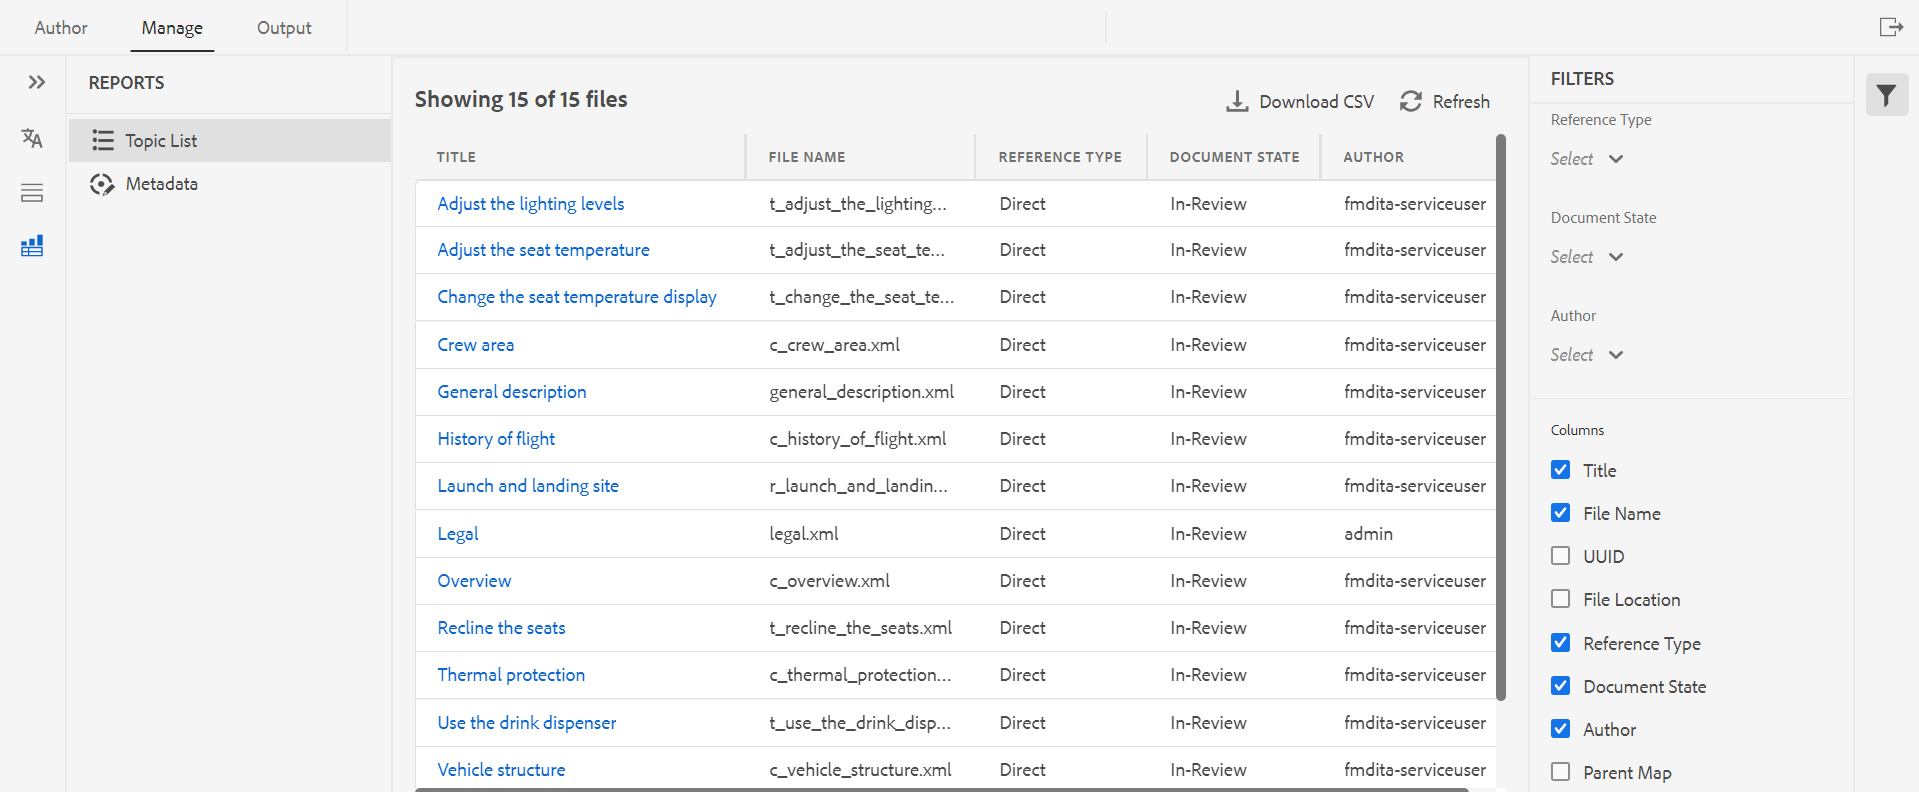 Author Manage Output
REPORTS
Topic List
Metadata
Showing 15 of 15 files
Download CSV Refresh
TITLE FILE NAME REFERENCE TYPE DOCUMENT STATE AUTHOR
Adjust the lighting levels t_adjust_the_lighting... Direct In-Review fmdita-serviceuser
Adjust the seat temperature t_adjust_the_seat_te... Direct In-Review fmdita-serviceuser
Change the seat temperature display t_change_the_seat_te... Direct In-Review fmdita-serviceuser
Crew area c_crew_area.xml Direct In-Review fmdita-serviceuser
General description general_description.xml Direct In-Review fmdita-serviceuser
History of flight c_history_of_flight.xml Direct In-Review fmdita-serviceuser
Launch and landing site r_launch_and_landin... Direct In-Review fmdita-serviceuser
Legal legal.xml Direct In-Review admin
Overview c_overview.xml Direct In-Review fmdita-serviceuser
Recline the seats t_recline_the_seats.xml Direct In-Review fmdita-serviceuser
Thermal protection c_thermal_protection... Direct In-Review fmdita-serviceuser
Use the drink dispenser t_use_the_drink_disp... Direct In-Review fmdita-serviceuser
Vehicle structure c_vehicle_structure.xml Direct In-Review fmdita-serviceuser
FILTERS
Reference Type
Select
Document State
Select
Author
Select
Columns
Title
File Name
UUID
File Location
Reference Type
Document State
Author
Parent Map